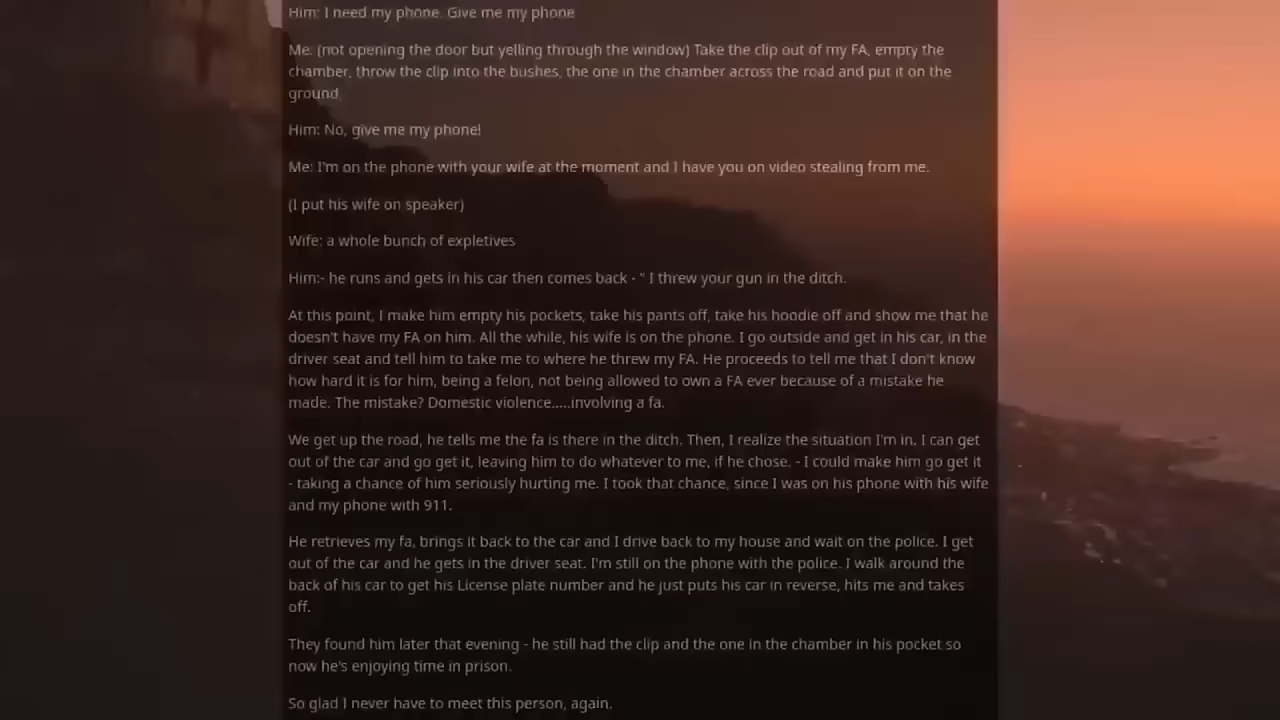 Him: I need my phone. Give me my phone
Me: (not opening the door but yelling through the window) Take the clip out of my FA, empty the
chamber, throw the clip into the bushes, the one in the chamber across the road and put it on the
ground.
Him: No, give me my phone!
Me: I'm on the phone with your wife at the moment and I have you on video stealing from me.
(I put his wife on speaker)
Wife: a whole bunch of expletives
Him:- he runs and gets in his car then comes back - " I threw your gun in the ditch.
At this point, I make him empty his pockets, take his pants off, take his hoodie off and show me that he
doesn't have my FA on him. All the while, his wife is on the phone. I go outside and get in his car, in the
driver seat and tell him to take me to where he threw my FA. He proceeds to tell me that I don't know
how hard it is for him, being a felon, not being allowed to own a FA ever because of a mistake he
made. The mistake? Domestic violence.....involving a fa.
We get up the road, he tells me the fa is there in the ditch. Then, I realize the situation I'm in. I can get
out of the car and go get it, leaving him to do whatever to me, if he chose. - I could make him go get it
- taking a chance of him seriously hurting me. I took that chance, since I was on his phone with his wife
and my phone with 911.
He retrieves my fa, brings it back to the car and I drive back to my house and wait on the police. I get
out of the car and he gets in the driver seat. I'm still on the phone with the police. I walk around the
back of his car to get his License plate number and he just puts his car in reverse, hits me and takes
off.
They found him later that evening - he still had the clip and the one in the chamber in his pocket so
now he's enjoying time in prison.
So glad I never have to meet this person, again.